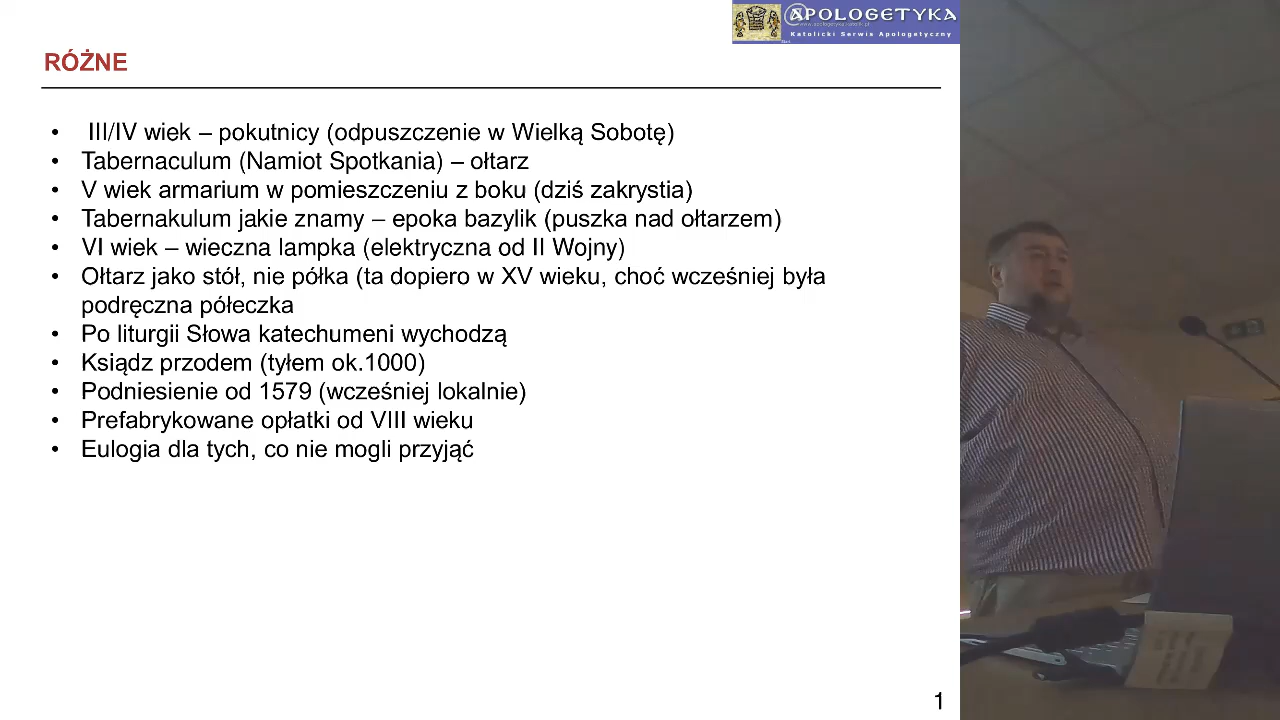 @POLOGETYKA
www.apologetyka.katolik.pl
Katolicki Serwis Apologetyczny
RÓŻNE
• III/IV wiek – pokutnicy (odpuszczenie w Wielką Sobotę)
• Tabernaculum (Namiot Spotkania) – ołtarz
• V wiek armarium w pomieszczeniu z boku (dziś zakrystia)
• Tabernakulum jakie znamy – epoka bazylik (puszka nad ołtarzem)
• VI wiek – wieczna lampka (elektryczna od II Wojny)
• Ołtarz jako stół, nie półka (ta dopiero w XV wieku, choć wcześniej była
podręczna półeczka
• Po liturgii Słowa katechumeni wychodzą
• Ksiądz przodem (tyłem ok.1000)
• Podniesienie od 1579 (wcześniej lokalnie)
• Prefabrykowane opłatki od VIII wieku
• Eulogia dla tych, co nie mogli przyjąć
1